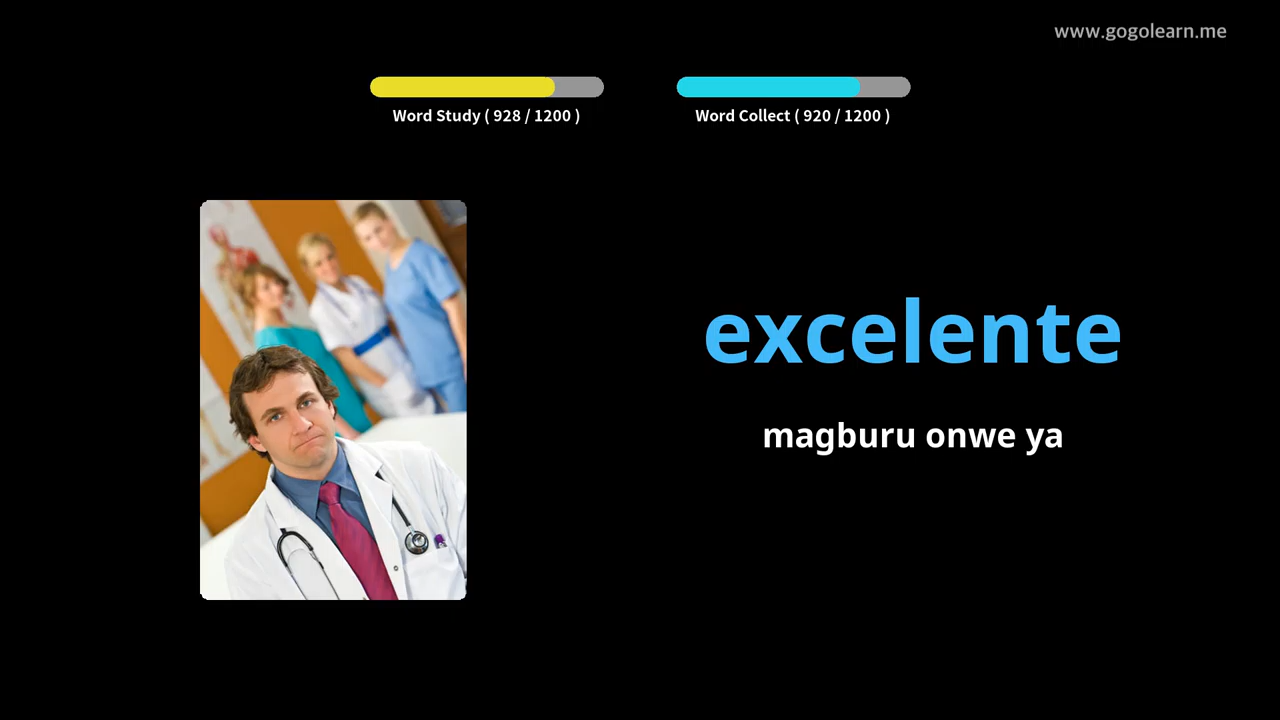 www.gogolearn.me
Word Study ( 928 / 1200 )
Word Collect ( 920 / 1200 )
excelente
magburu onwe ya